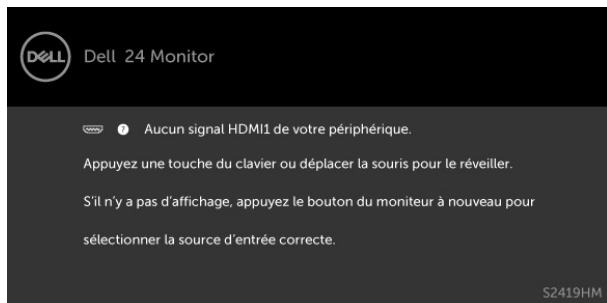 DELL
Dell 24 Monitor
? Aucun signal HDMI1 de votre périphérique.
Appuyez une touche du clavier ou déplacer la souris pour le réveiller.
S'il n'y a pas d'affichage, appuyez le bouton du moniteur à nouveau pour
sélectionner la source d'entrée correcte.
S2419HM